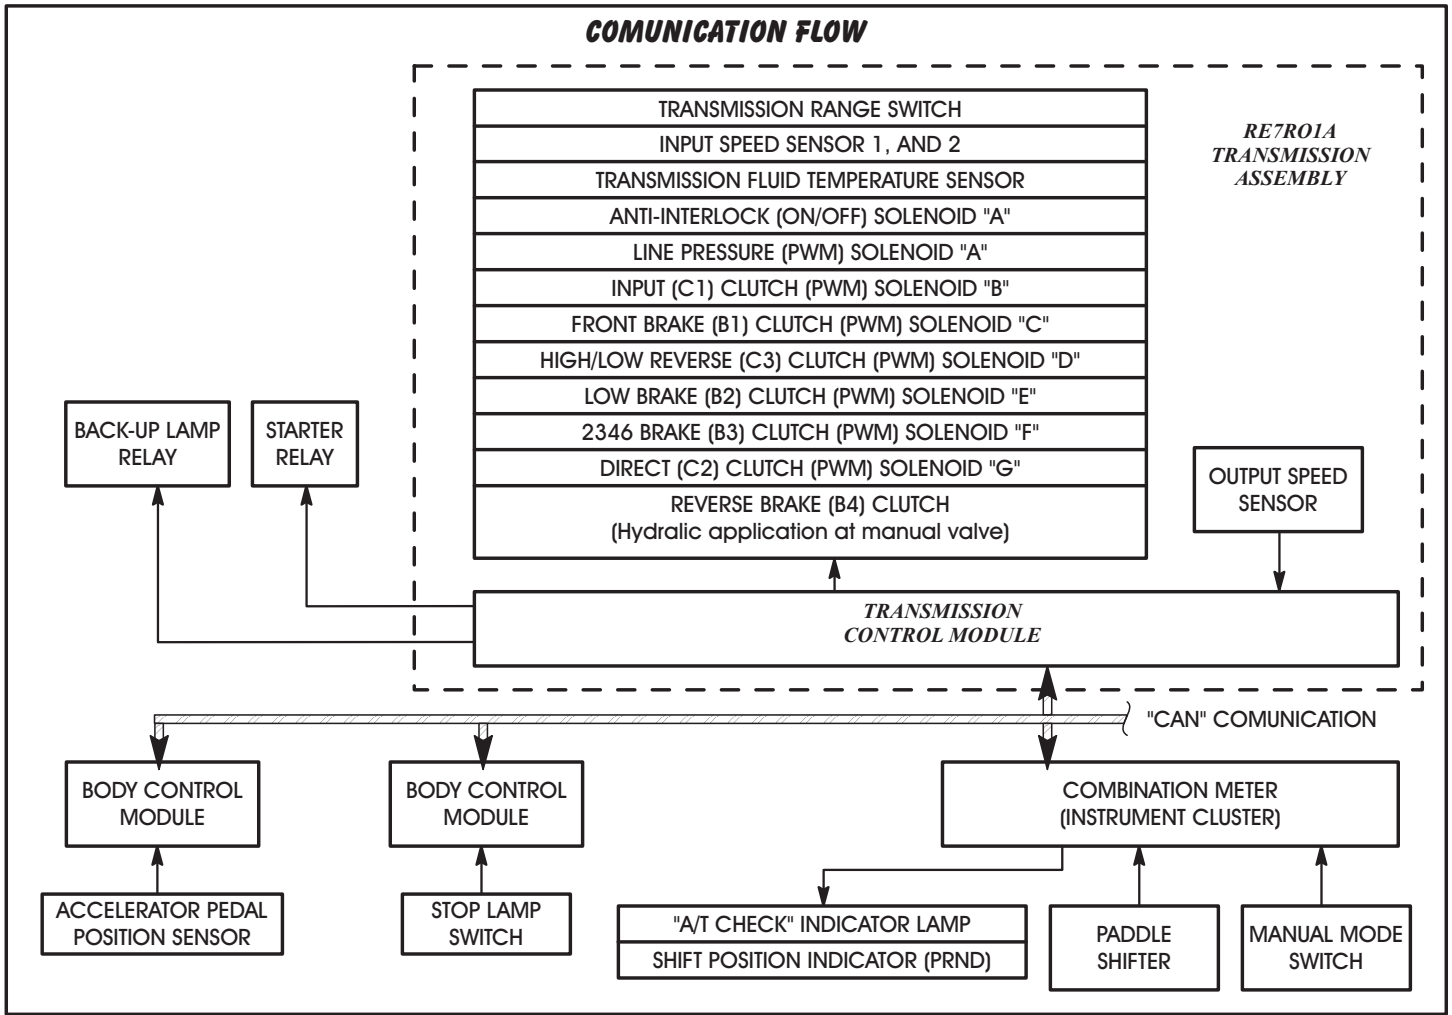 COMUNICATION FLOW
TRANSMISSION RANGE SWITCH
INPUT SPEED SENSOR 1, AND 2
TRANSMISSION FLUID TEMPERATURE SENSOR
ANTI-INTERLOCK (ON/OFF) SOLENOID "A"
LINE PRESSURE (PWM) SOLENOID "A"
INPUT (C1) CLUTCH (PWM) SOLENOID "B"
FRONT BRAKE (B1) CLUTCH (PWM) SOLENOID "C"
HIGH/LOW REVERSE (C3) CLUTCH (PWM) SOLENOID "D"
LOW BRAKE (B2) CLUTCH (PWM) SOLENOID "E"
2346 BRAKE (B3) CLUTCH (PWM) SOLENOID "F"
DIRECT (C2) CLUTCH (PWM) SOLENOID "G"
REVERSE BRAKE (B4) CLUTCH
(Hydralic application at manual valve)
RE7RO1A
TRANSMISSION
ASSEMBLY
BACK-UP LAMP
RELAY
STARTER
RELAY
OUTPUT SPEED
SENSOR
TRANSMISSION
CONTROL MODULE
"CAN" COMUNICATION
BODY CONTROL
MODULE
BODY CONTROL
MODULE
COMBINATION METER
(INSTRUMENT CLUSTER)
ACCELERATOR PEDAL
POSITION SENSOR
STOP LAMP
SWITCH
"A/T CHECK" INDICATOR LAMP
SHIFT POSITION INDICATOR (PRND)
PADDLE
SHIFTER
MANUAL MODE
SWITCH